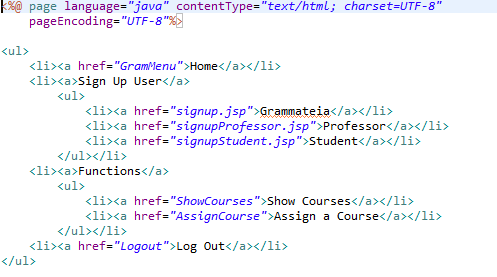 <%@ page language="java" contentType="text/html; charset=UTF-8"
    pageEncoding="UTF-8"%>

<ul>
    <li><a href="GramMenu">Home</a></li>
    <li><a>Sign Up User</a>
        <ul>
            <li><a href="signup.jsp">Grammateia</a></li>
            <li><a href="signupProfessor.jsp">Professor</a></li>
            <li><a href="signupStudent.jsp">Student</a></li>
        </ul></li>
    <li><a>Functions</a>
        <ul>
            <li><a href="ShowCourses">Show Courses</a></li>
            <li><a href="AssignCourse">Assign a Course</a></li>
        </ul></li>
    <li><a href="Logout">Log Out</a></li>
</ul>